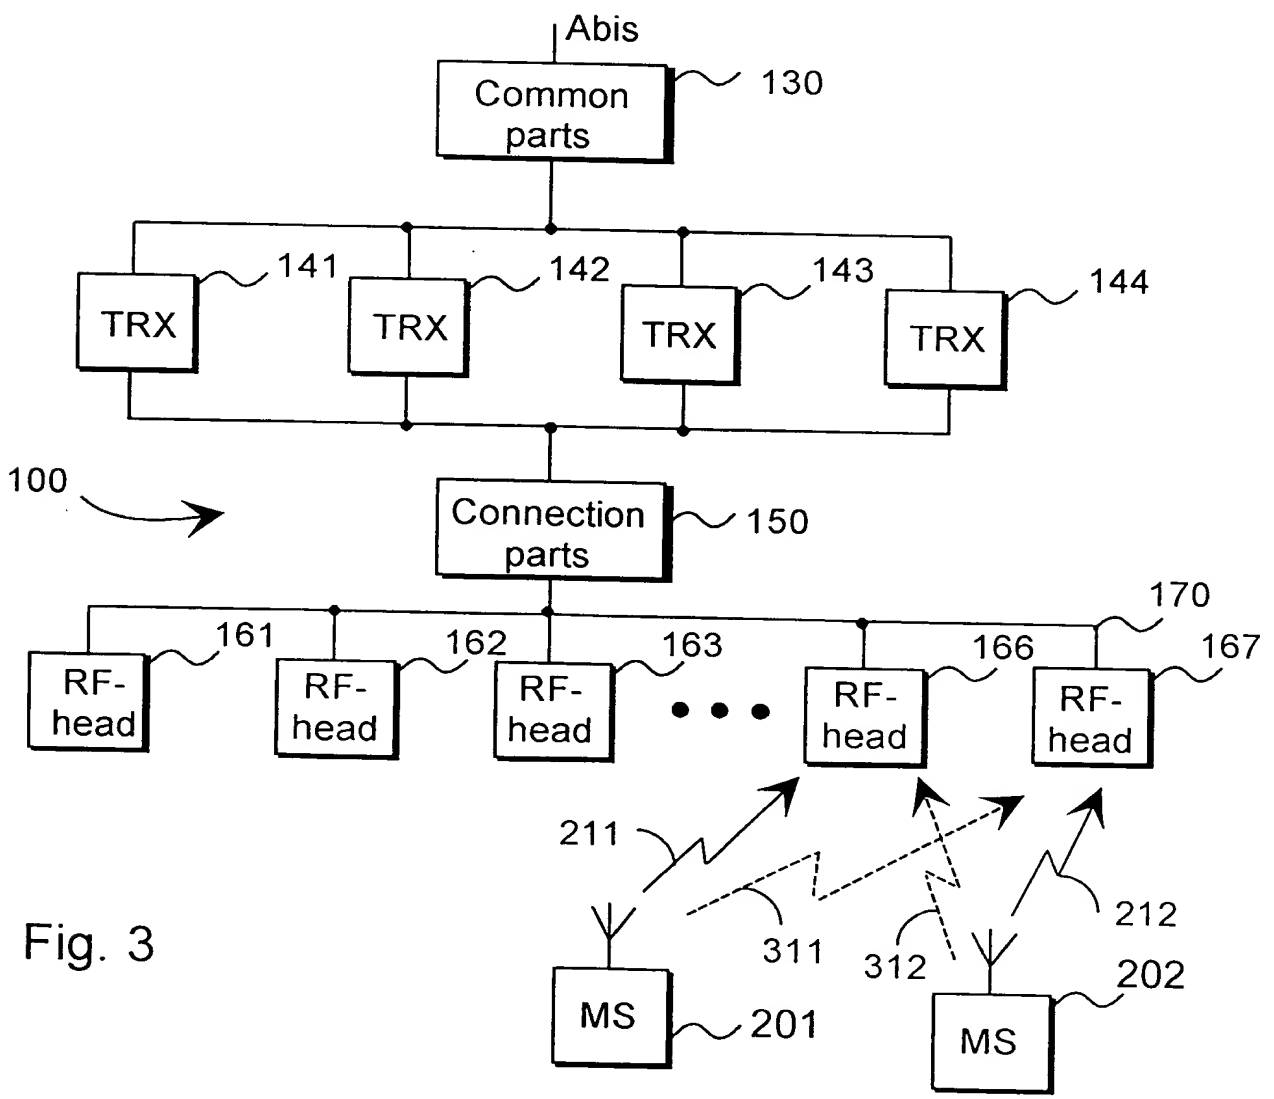 Abis
130
Common
parts
141
142
143
144
TRX
TRX
TRX
TRX
100
Connection
parts
150
170
161
162
163
166
167
RF-
head
RF-
head
RF-
head
RF-
head
RF-
head
211
311
312
212
Fig. 3
MS
201
MS
202